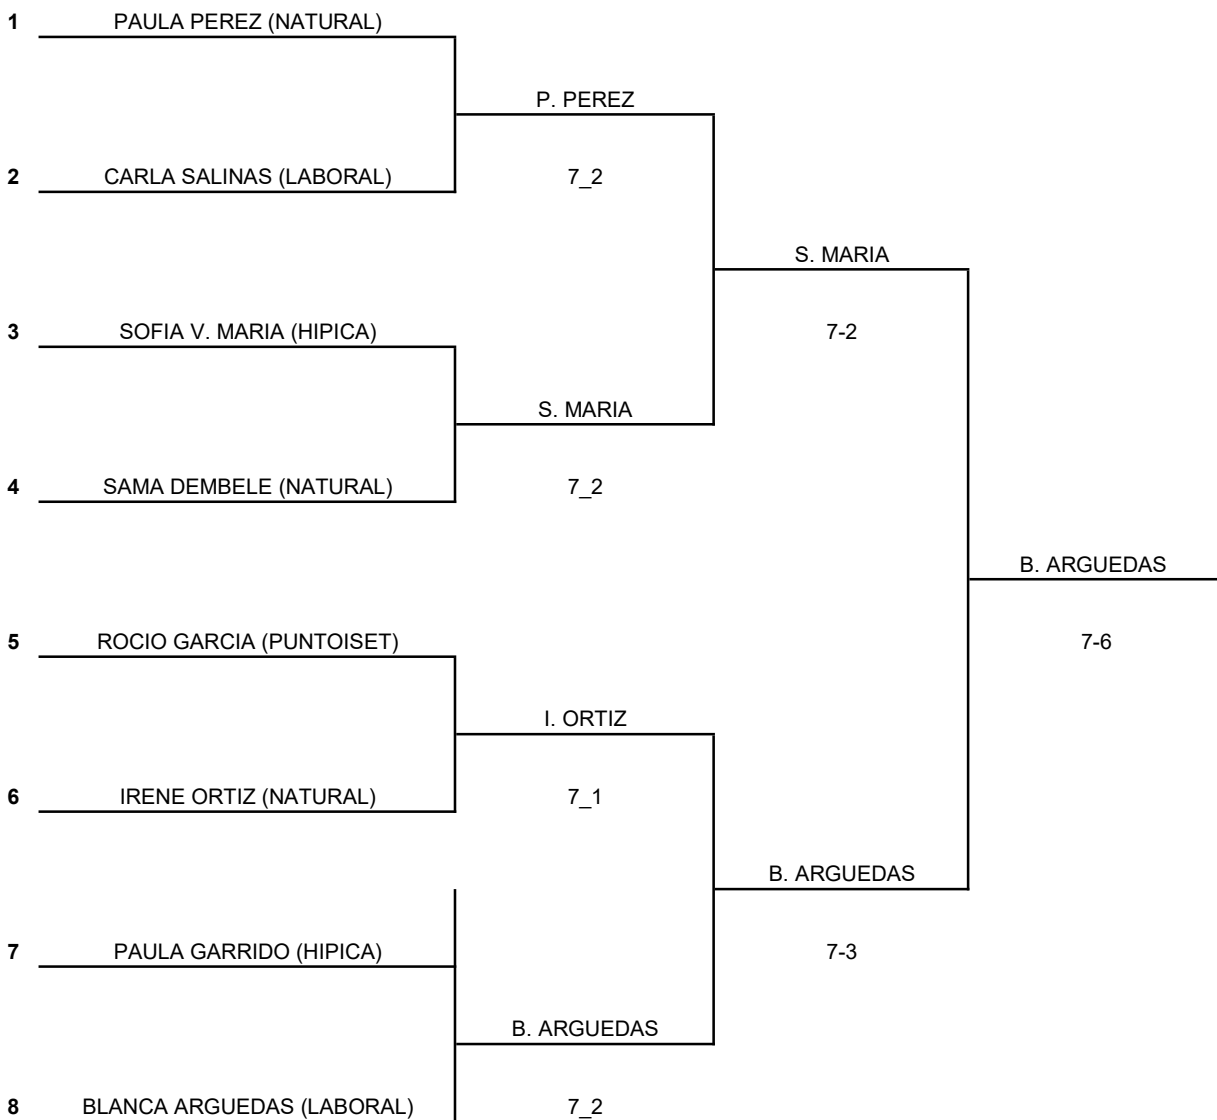 1 PAULA PEREZ (NATURAL)
P. PEREZ
2 CARLA SALINAS (LABORAL) 7_2
S. MARIA
3 SOFIA V. MARIA (HIPICA) 7-2
S. MARIA
4 SAMA DEMBELE (NATURAL) 7_2
B. ARGUEDAS
5 ROCIO GARCIA (PUNTOISET) 7-6
I. ORTIZ
6 IRENE ORTIZ (NATURAL) 7_1
B. ARGUEDAS
7 PAULA GARRIDO (HIPICA) 7-3
B. ARGUEDAS
8 BLANCA ARGUEDAS (LABORAL) 7_2